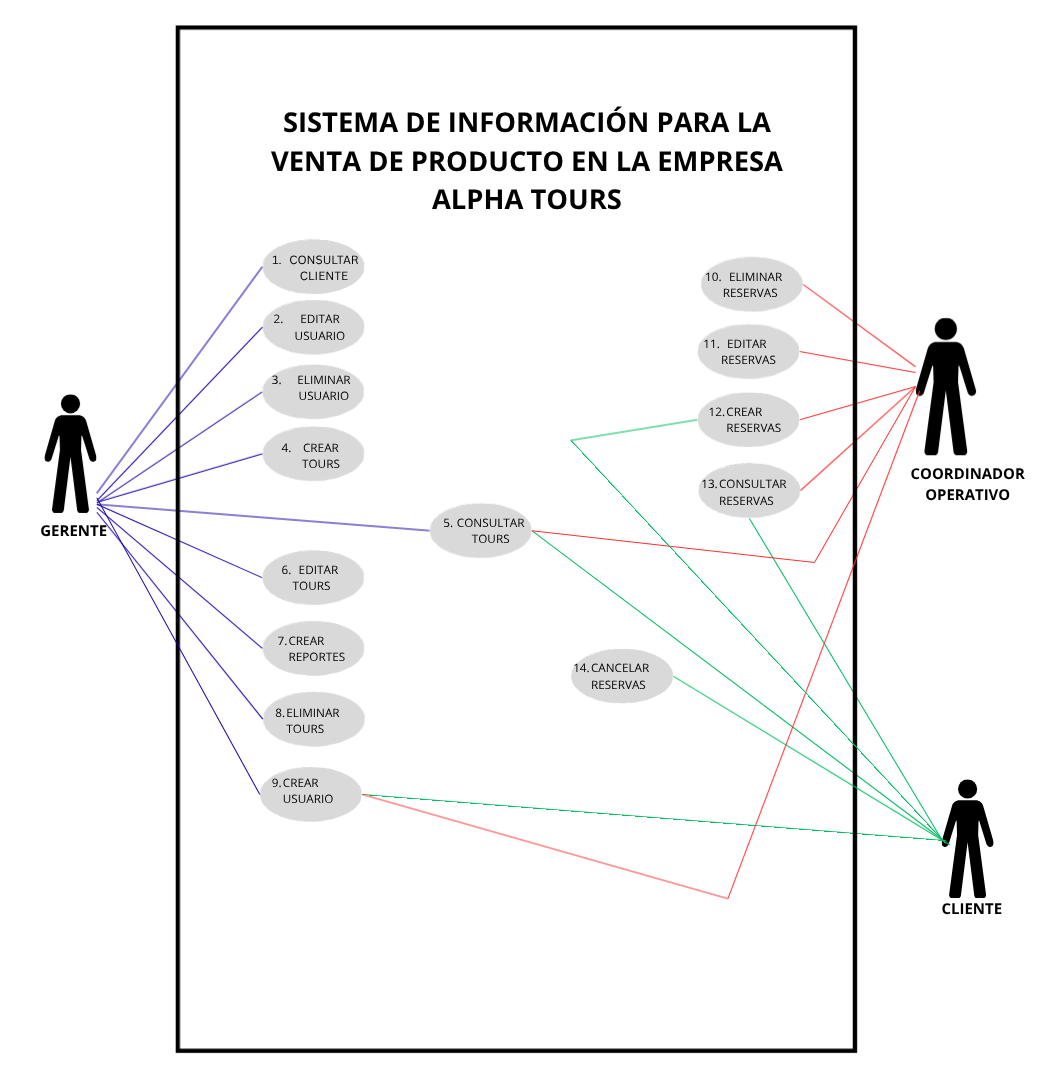 SISTEMA DE INFORMACIÓN PARA LA
VENTA DE PRODUCTO EN LA EMPRESA
ALPHA TOURS
1. CONSULTAR
CLIENTE
2. EDITAR
USUARIO
3. ELIMINAR
USUARIO
4. CREAR
TOURS
5. CONSULTAR
TOURS
6. EDITAR
TOURS
7. CREAR
REPORTES
8. ELIMINAR
TOURS
9. CREAR
USUARIO
10. ELIMINAR
RESERVAS
11. EDITAR
RESERVAS
12. CREAR
RESERVAS
13. CONSULTAR
RESERVAS
14. CANCELAR
RESERVAS
GERENTE
COORDINADOR
OPERATIVO
CLIENTE